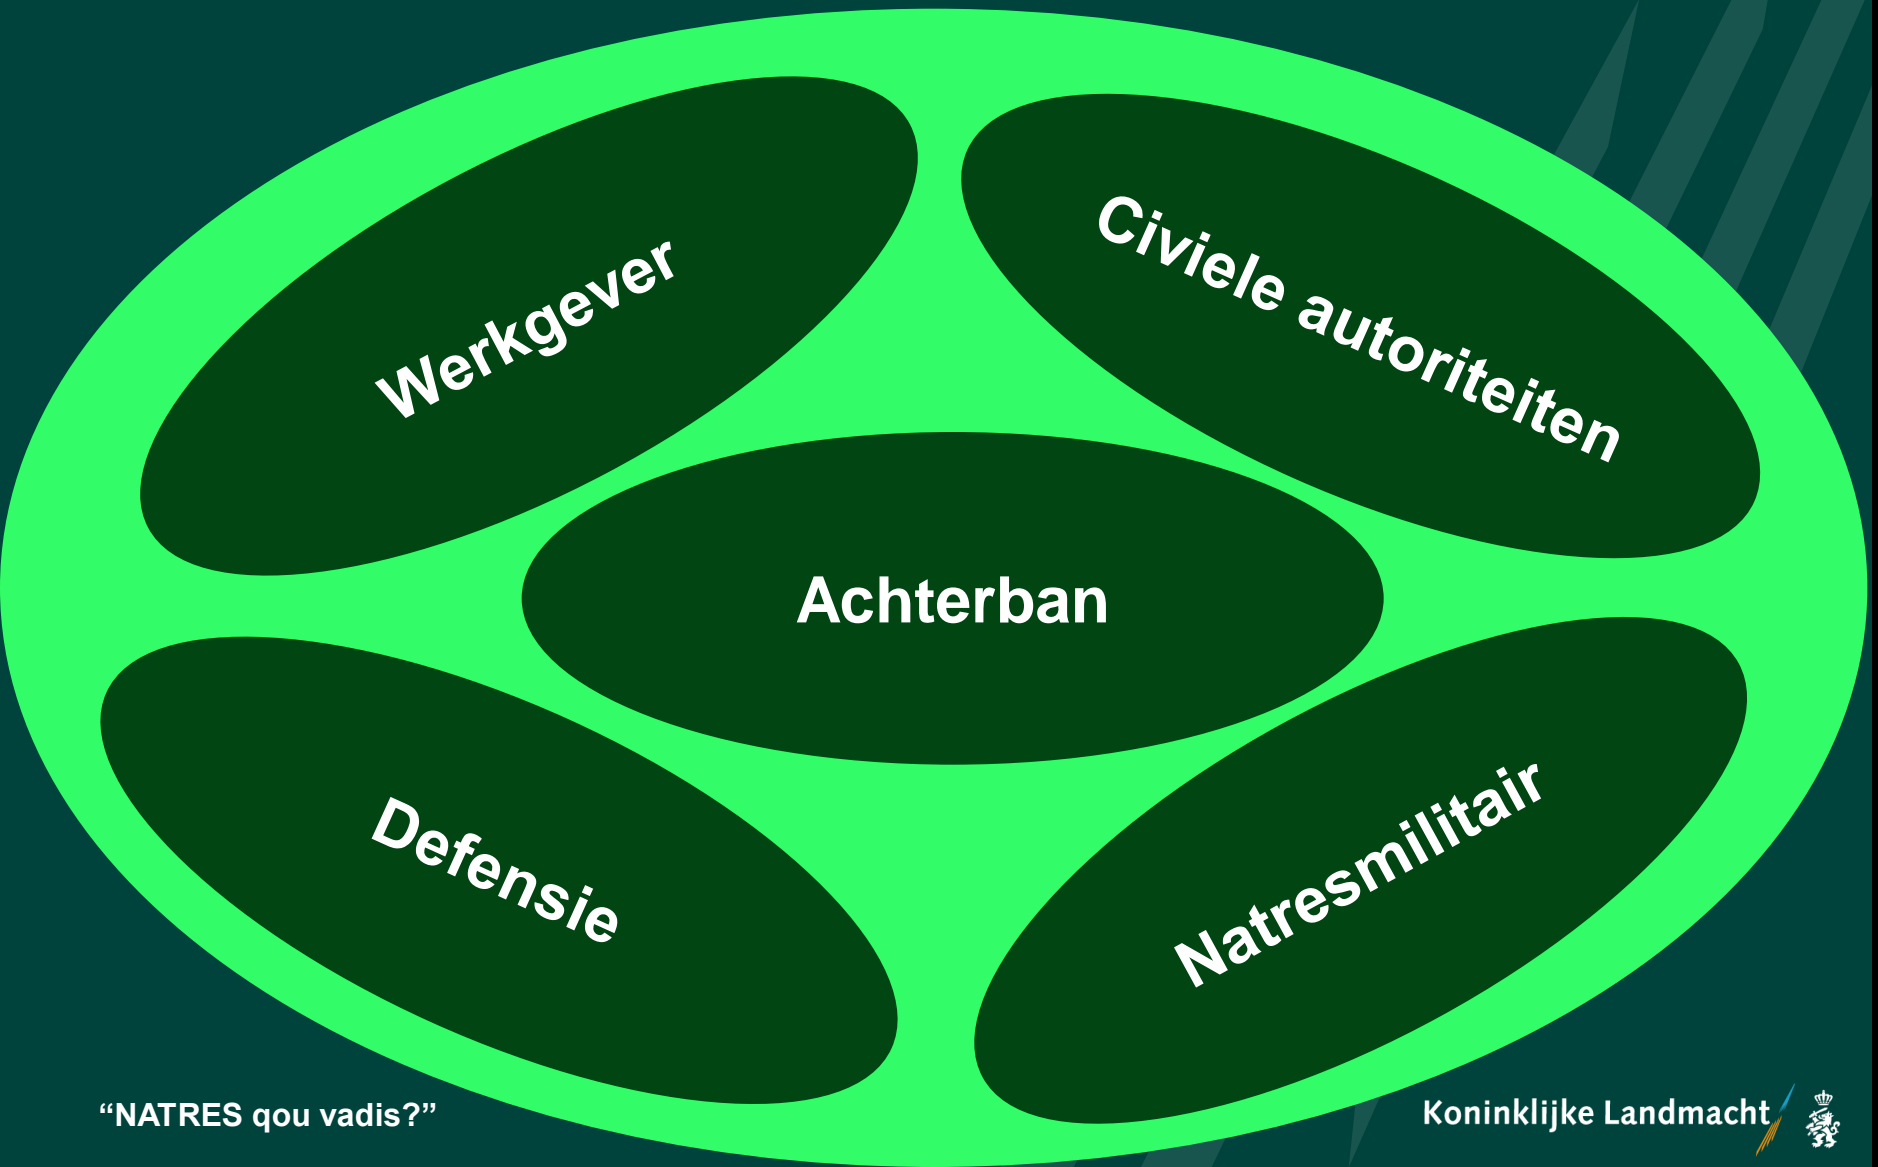 Werkgever
Civiele autoriteiten
Achterban
Defensie
Natresmilitair
“NATRES qou vadis?”
Koninklijke Landmacht